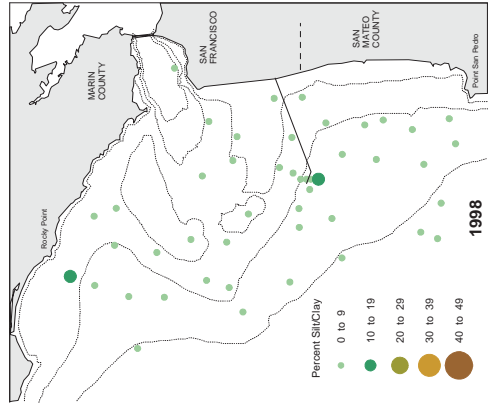 MARIN
COUNTY
SAN
FRANCISCO
SAN
MATEO
COUNTY
Point San Pedro
Rocky Point
1998
Percent Silt/Clay
0 to 9
10 to 19
20 to 29
30 to 39
40 to 49